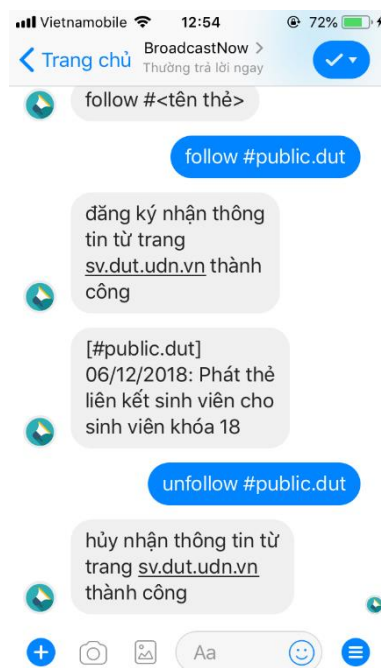 Vietnamobile 12:54 72%
Trang chủ BroadcastNow >
Thường trả lời ngay
follow #<tên thẻ>
follow #public.dut
đăng ký nhận thông
tin từ trang
sv.dut.udn.vn thành
công
[#public.dut]
06/12/2018: Phát thẻ
liên kết sinh viên cho
sinh viên khóa 18
unfollow #public.dut
hủy nhận thông tin từ
trang sv.dut.udn.vn
thành công
Aa